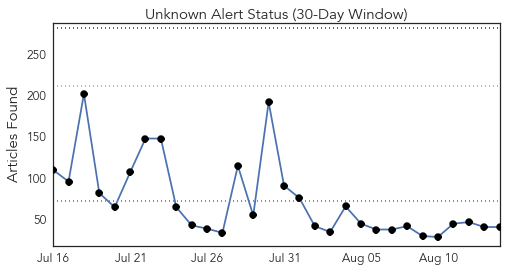 Unknown Alert Status (30-Day Window)
Articles Found
250
200
150
100
50
Jul 16 Jul 21 Jul 26 Jul 31 Aug 05 Aug 10